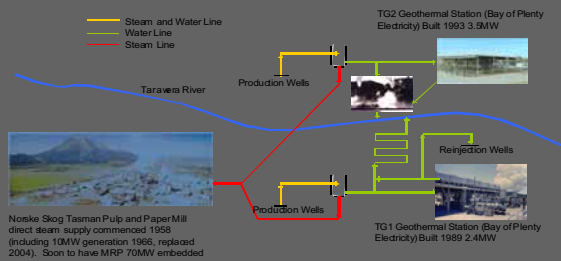 Steam and Water Line
Water Line
Steam Line
TG2 Geothermal Station (Bay of Plenty
Electricity) Built 1993 3.5MW
Production Wells
Taravera River
Reinjection Wells
Production Wells
Norske Skog Tasman Pulp and Paper Mill
direct steam supply commenced 1958
(including 10MW generation 1966, replaced
2004). Soon to have MRP 70MW embedded
TG1 Geothermal Station (Bay of Plenty
Electricity) Built 1989 2.4MW